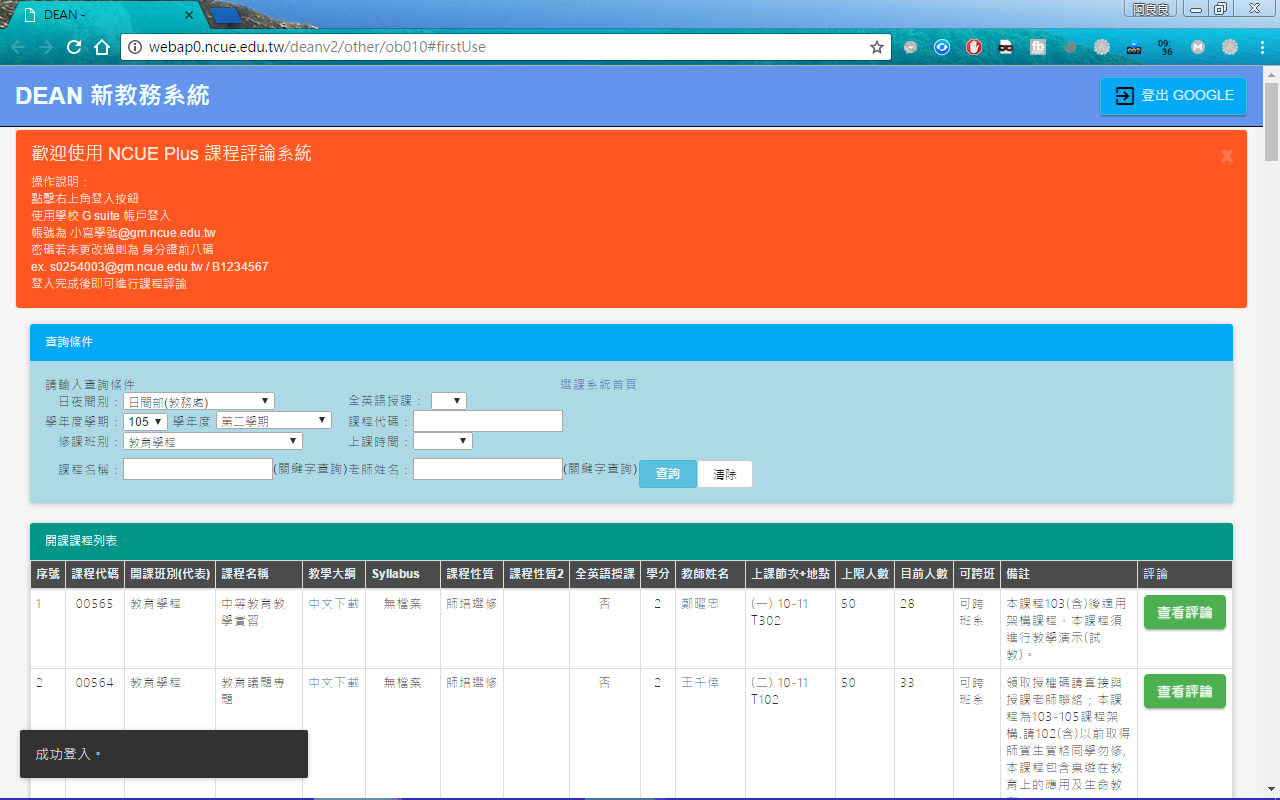 DEAN -
阿良良
webap0.ncue.edu.tw/deanv2/other/ob010#firstUse
09:
36
DEAN 新教務系統
登出 GOOGLE
歡迎使用 NCUE Plus 課程評論系統
x
操作說明：
點擊右上角登入按鈕
使用學校 G suite 帳戶登入
帳號為 小寫學號@gm.ncue.edu.tw
密碼若未更改過則為 身分證前八碼
ex. s0254003@gm.ncue.edu.tw / B1234567
登入完成後即可進行課程評論
查詢條件
請輸入查詢條件 選課系統首頁
日夜間別： 日間部(教務處) 全英語授課：
學年度學期： 105 學年度 第二學期 課程代碼：
修課班別： 教育學程 上課時間：
課程名稱： (關鍵字查詢) 老師姓名： (關鍵字查詢) 查詢 清除
開課課程列表
序號 課程代碼 開課班別(代表) 課程名稱 教學大綱 Syllabus 課程性質 課程性質2 全英語授課 學分 教師姓名 上課節次+地點 上限人數 目前人數 可跨班 備註 評論
1 00565 教育學程 中等教育教 中文下載 無檔案 師培選修 否 2 鄭曜忠 (一) 10-11 50 28 可跨 本課程103(含)後適用 查看評論
學實習 T302 班系 架構課程，本課程須
進行教學演示(試
教)。
2 00564 教育學程 教育議題專 中文下載 無檔案 師培選修 否 2 王千倖 (二) 10-11 50 33 可跨 領取授權碼請直接與 查看評論
題 T102 班系 授課老師聯絡；本課
程為103-105課程架
構,請102(含)以前取得
師資生資格同學勿修,
本課程包含桌遊在教
育上的應用及生命教
成功登入。